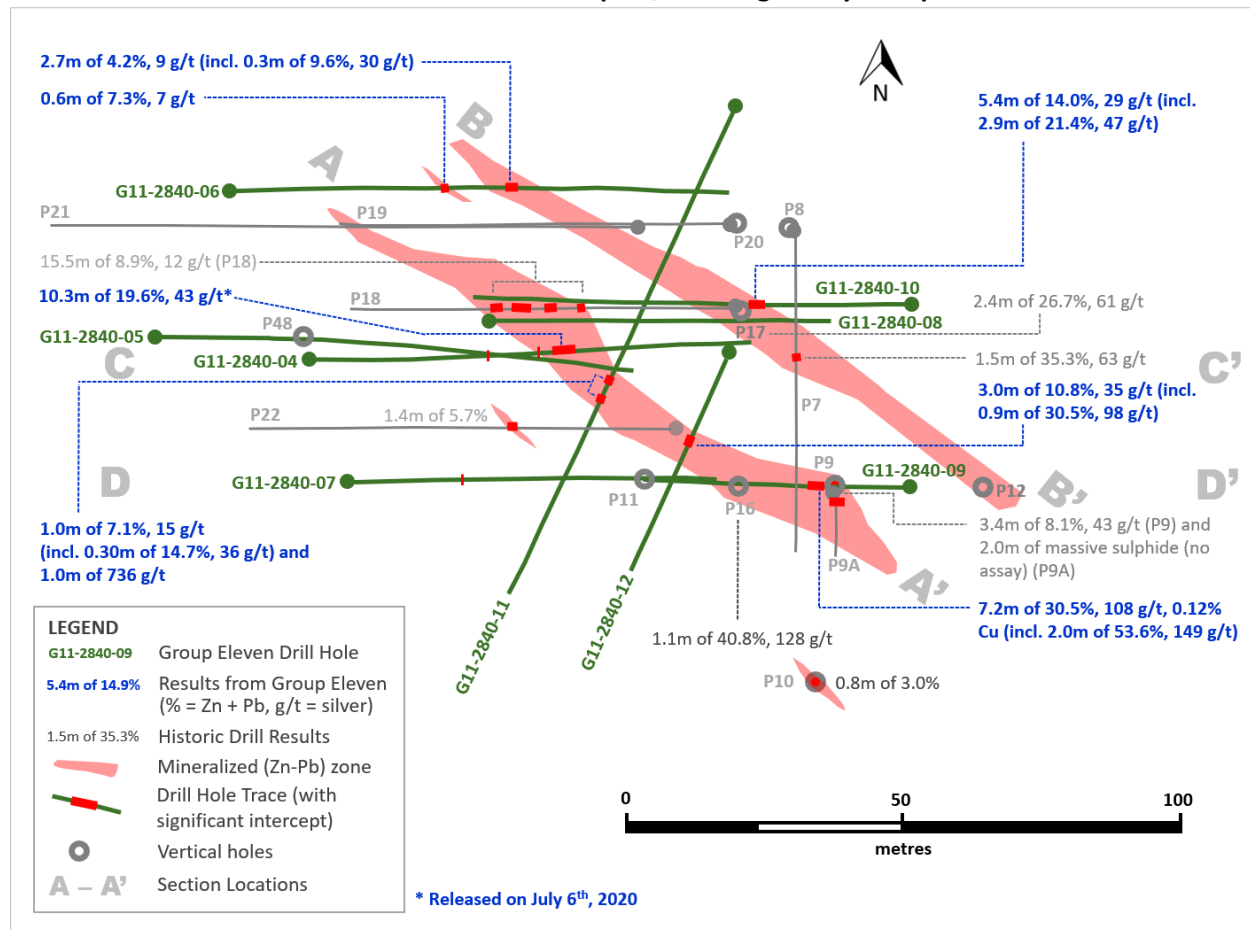 2.7m of 4.2%, 9 g/t (incl. 0.3m of 9.6%, 30 g/t)
0.6m of 7.3%, 7 g/t
B
A
N
5.4m of 14.0%, 29 g/t (incl.
2.9m of 21.4%, 47 g/t)
G11-2840-06
P21
P19
P20
P8
15.5m of 8.9%, 12 g/t (P18)
10.3m of 19.6%, 43 g/t*
P18
G11-2840-10
2.4m of 26.7%, 61 g/t
P48
P17
G11-2840-08
G11-2840-05
C
G11-2840-04
1.5m of 35.3%, 63 g/t
C'
3.0m of 10.8%, 35 g/t (incl.
0.9m of 30.5%, 98 g/t)
P22
1.4m of 5.7%
P7
D
G11-2840-07
P11
P16
P9
G11-2840-09
P12
B'
D'
1.0m of 7.1%, 15 g/t
(incl. 0.30m of 14.7%, 36 g/t) and
1.0m of 736 g/t
3.4m of 8.1%, 43 g/t (P9) and
2.0m of massive sulphide (no
assay) (P9A)
P9A
A'
G11-2840-11
G11-2840-12
7.2m of 30.5%, 108 g/t, 0.12%
Cu (incl. 2.0m of 53.6%, 149 g/t)
1.1m of 40.8%, 128 g/t
P10
0.8m of 3.0%
LEGEND
G11-2840-09 Group Eleven Drill Hole
5.4m of 14.9% Results from Group Eleven
(% = Zn + Pb, g/t = silver)
1.5m of 35.3% Historic Drill Results
Mineralized (Zn-Pb) zone
Drill Hole Trace (with
significant intercept)
Vertical holes
A – A' Section Locations
0 50 100
metres
* Released on July 6th, 2020